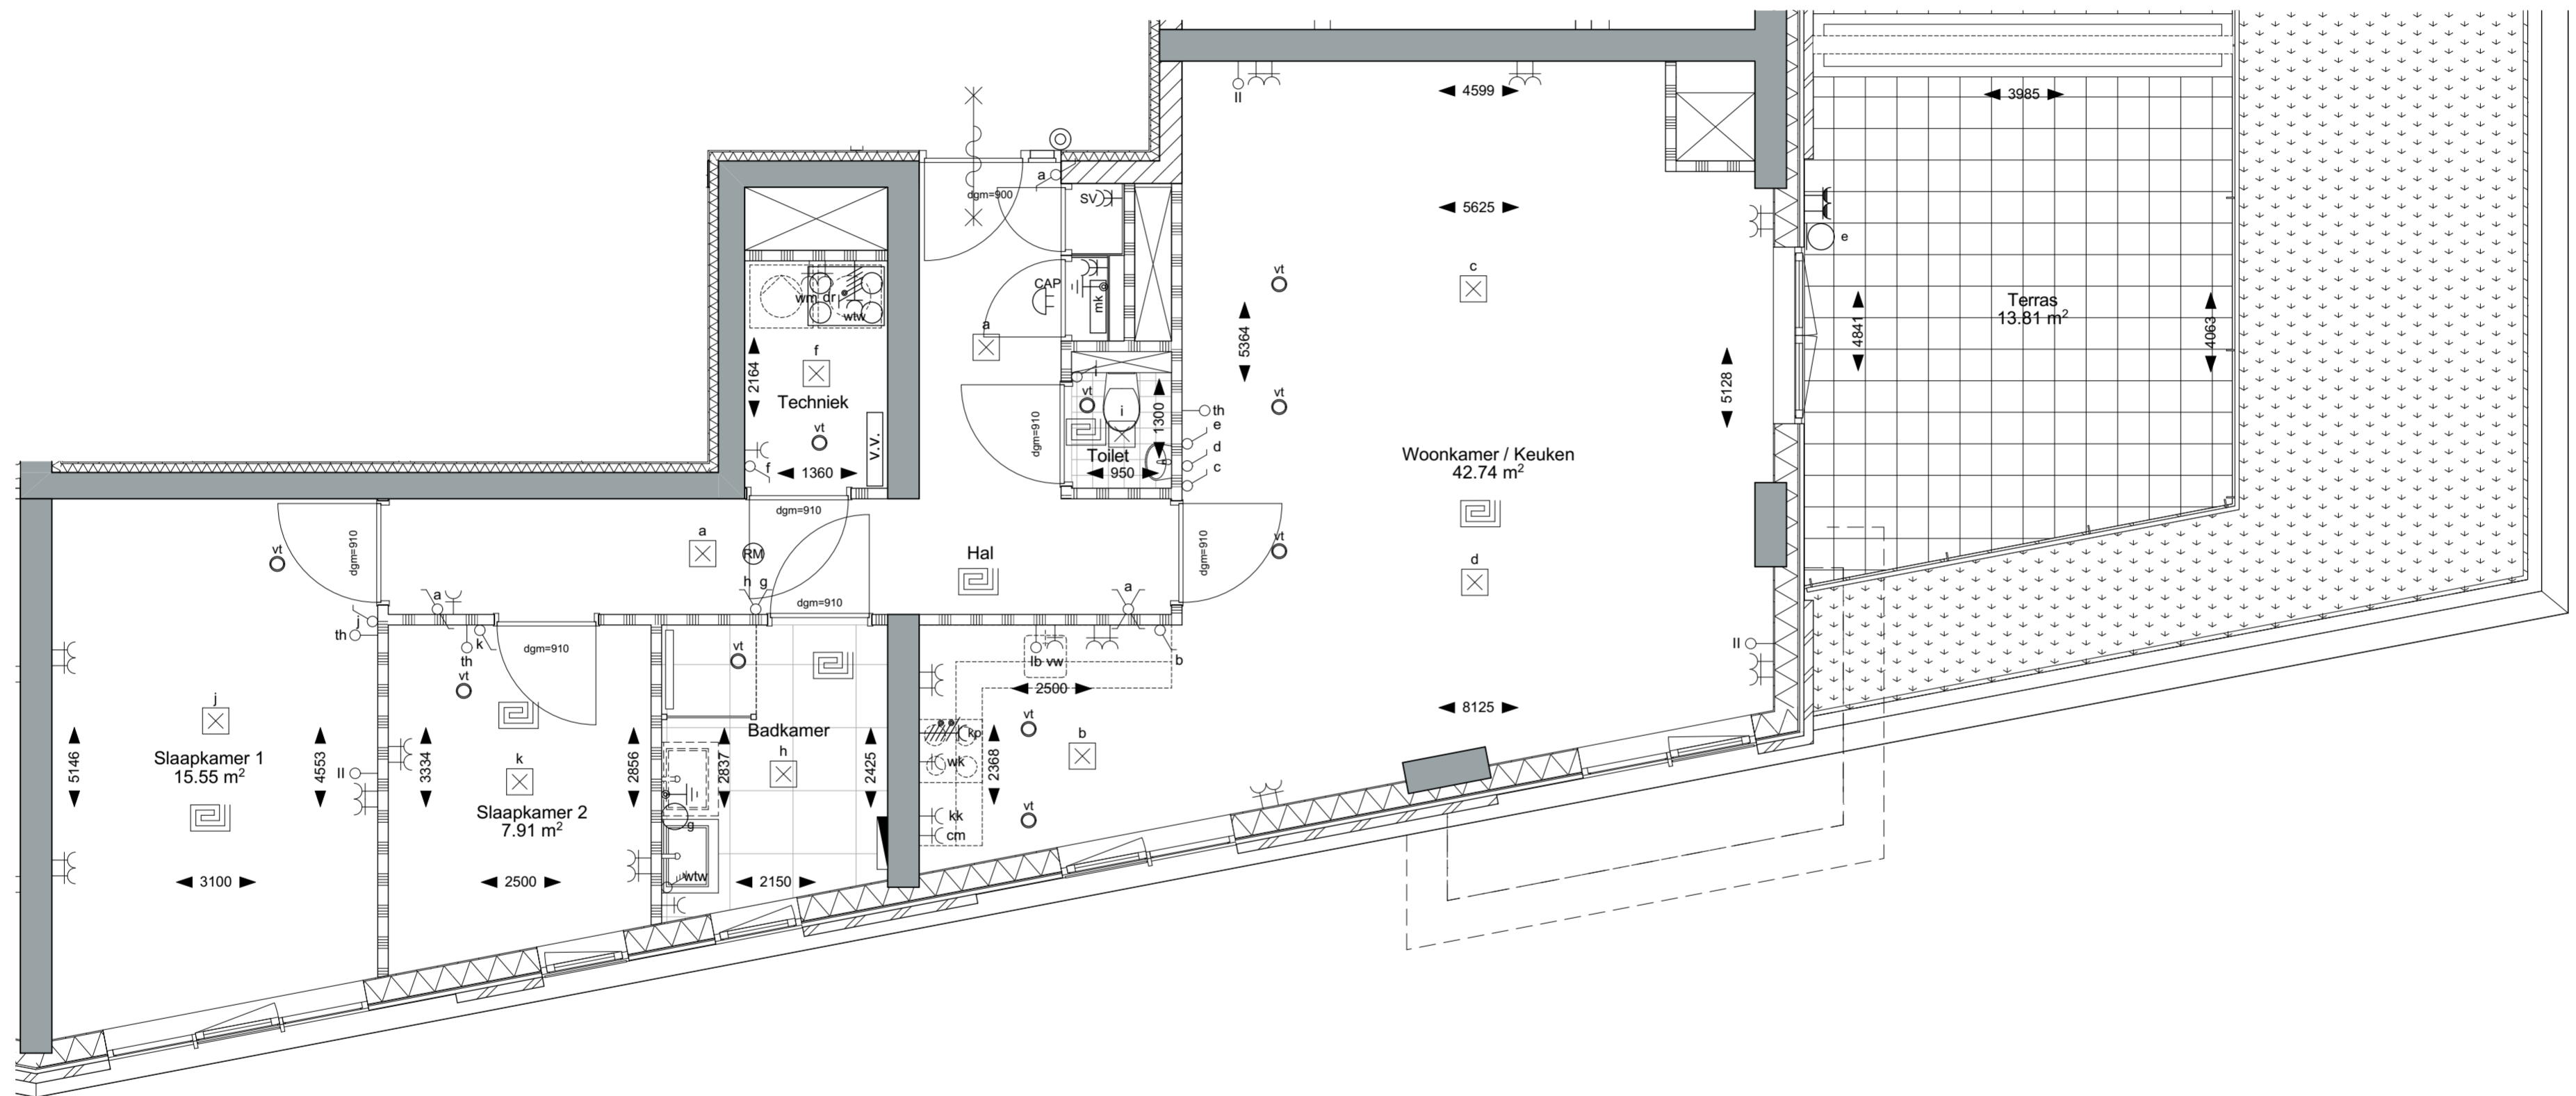 4599
3985
II
a
dgm=900
SV
5625
e
vt
c
Terras
13.81 m²
CAP
mk
wm dr
wtw
a
5364
4841
4063
f
2164
i
5128
vt
Techniek
vt
i
1300
th
vt
e
dgm=910
d
v.v.
Toilet
Woonkamer / Keuken
42.74 m²
f
1360
950
c
dgm=910
a
RM
Hal
vt
dgm=910
dgm=910
vt
d
h g
a
dgm=910
a
j
th
k
II
dgm=910
th
vt
lb vw
b
vt
2500
j
Badkamer
vt
kp
b
8125
Slaapkamer 1
15.55 m²
5146
4553
3334
k
2856
2837
h
2425
wk
2368
II
Slaapkamer 2
7.91 m²
g
kk
vt
cm
3100
2500
wtw
2150